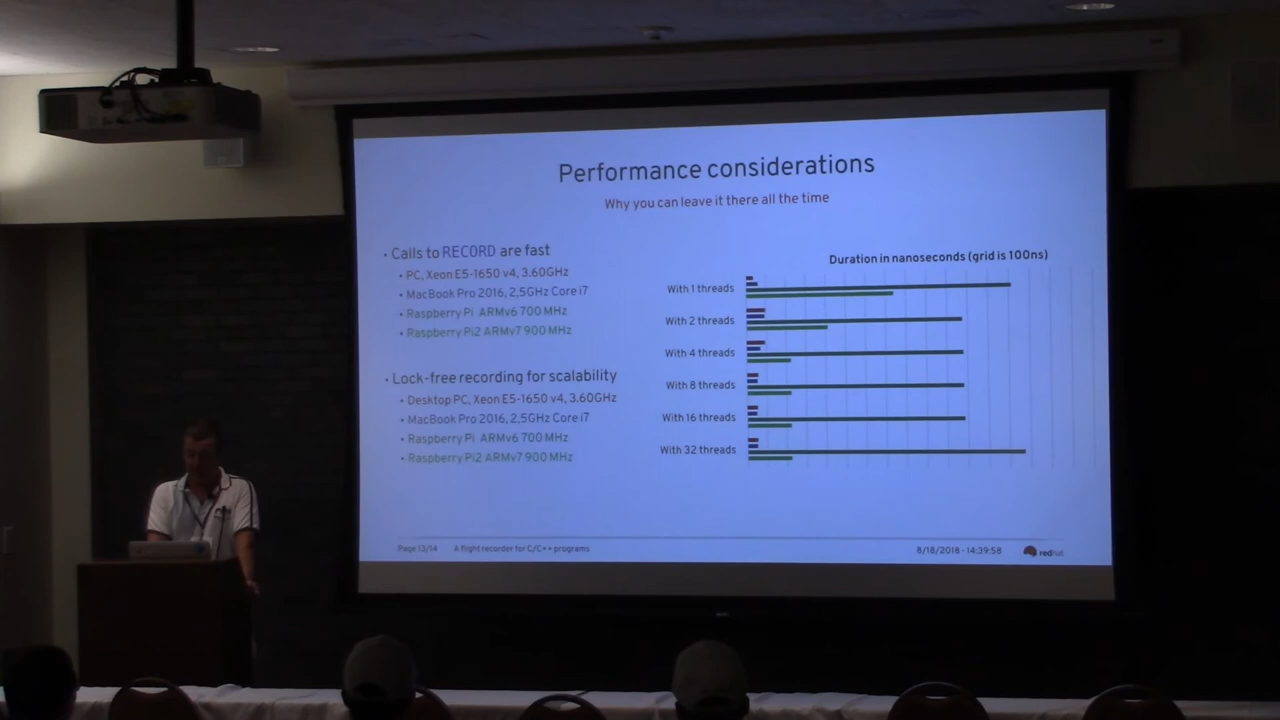 Performance considerations
Why you can leave it there all the time
• Calls to RECORD are fast
• PC, Xeon E5-1650 v4, 3.60GHz
• MacBook Pro 2016, 2,5GHz Core i7
• Raspberry Pi ARMv6 700 MHz
• Raspberry Pi2 ARMv7 900 MHz
• Lock-free recording for scalability
• Desktop PC, Xeon E5-1650 v4, 3.60GHz
• MacBook Pro 2016, 2,5GHz Core i7
• Raspberry Pi ARMv6 700 MHz
• Raspberry Pi2 ARMv7 900 MHz
Duration in nanoseconds (grid is 100ns)
With 1 threads
With 2 threads
With 4 threads
With 8 threads
With 16 threads
With 32 threads
Page 13/14 A flight recorder for C/C++ programs 8/18/2018 - 14:39:58 redhat